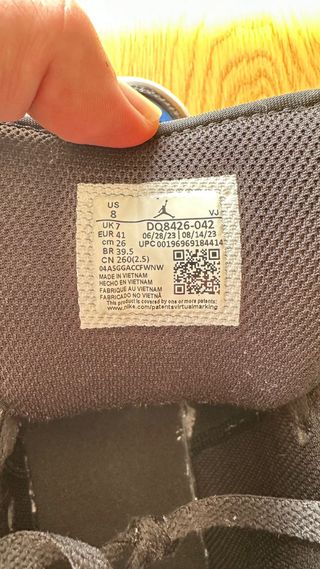 US
8 VJ
UK 7 DQ8426-042
EUR 41 06/28/23 | 08/14/23
cm 26 UPC 00196969184414
BR 39.5
CN 260(2.5)
04ASGGACCFWNW
MADE IN VIETNAM
HECHO EN VIETNAM
FABRIQUE AU VIETNAM
FABRICADO NO VIETNÃ
This product is covered by one or more patents:
www.nike.com/patentsvirtualmarking